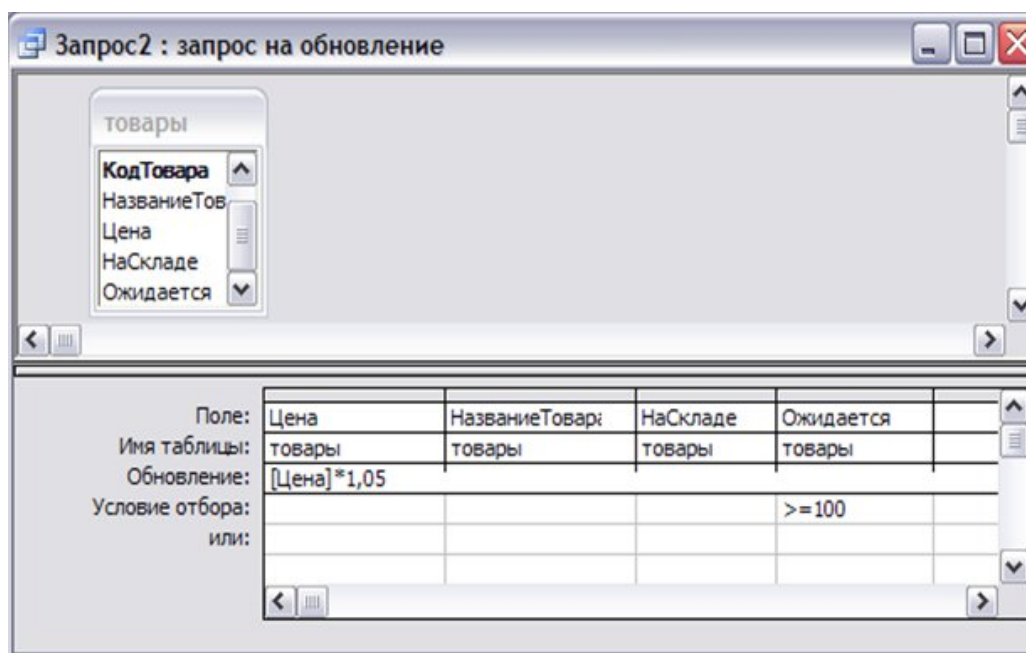 Запрос2 : запрос на обновление
товары
КодТовара
НазваниеТов
Цена
НаСкладе
Ожидается
Поле: Цена НазваниеТовара НаСкладе Ожидается
Имя таблицы: товары товары товары товары
Обновление: [Цена]*1,05
Условие отбора: >=100
или: